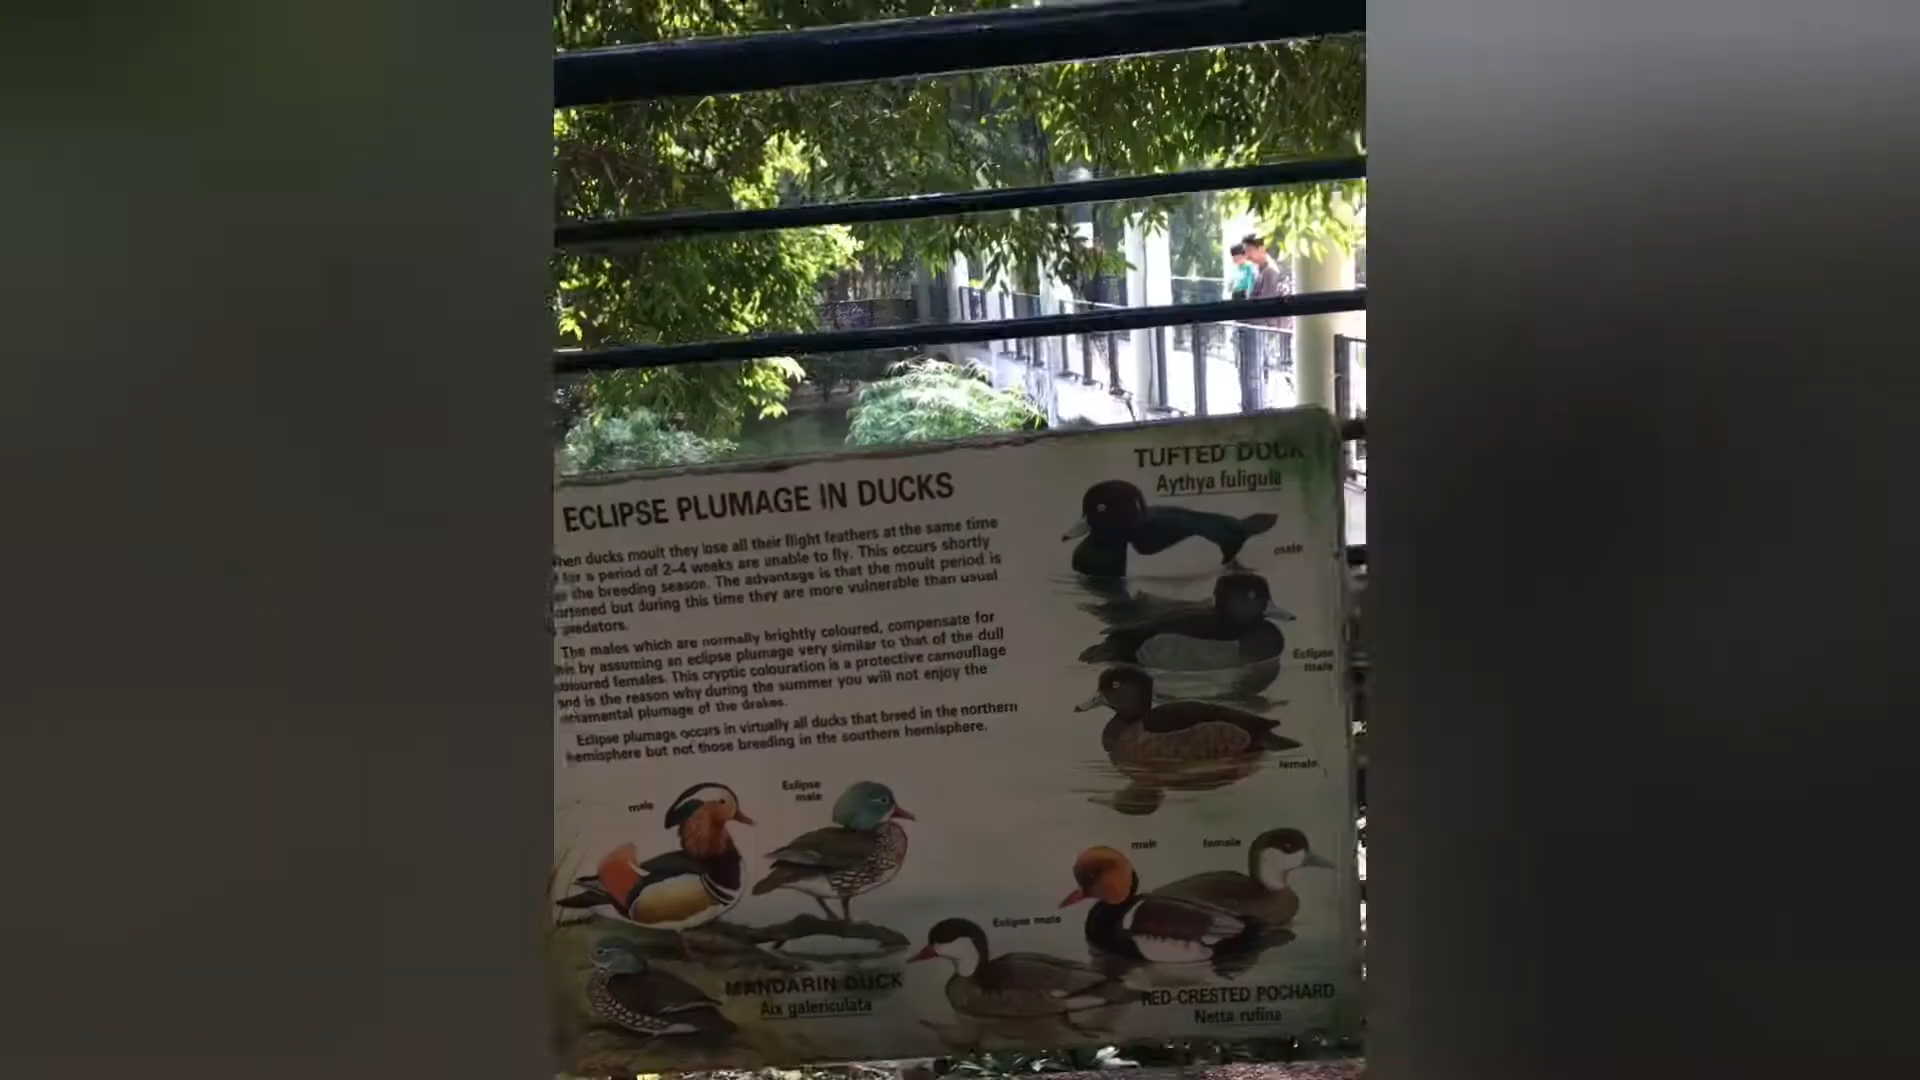 ECLIPSE PLUMAGE IN DUCKS
ducks moult they lose all their flight feathers at the same time
for a period of 2–4 weeks are unable to fly. This occurs shortly
the breeding season. The advantage is that the moult period is
but during this time they are more vulnerable than usual
predators.
The males which are normally brightly coloured, compensate for
by assuming an eclipse plumage very similar to that of the dull
coloured females. This cryptic colouration is a protective camouflage
and is the reason why during the summer you will not enjoy the
ornamental plumage of the drakes.
Eclipse plumage occurs in virtually all ducks that breed in the northern
hemisphere but not those breeding in the southern hemisphere.
TUFTED DUCK
Aythya fuligula
male
Eclipse
male
female
male
Eclipse
male
MANDARIN DUCK
Aix galericulata
male
female
Eclipse male
RED-CRESTED POCHARD
Netta rufina